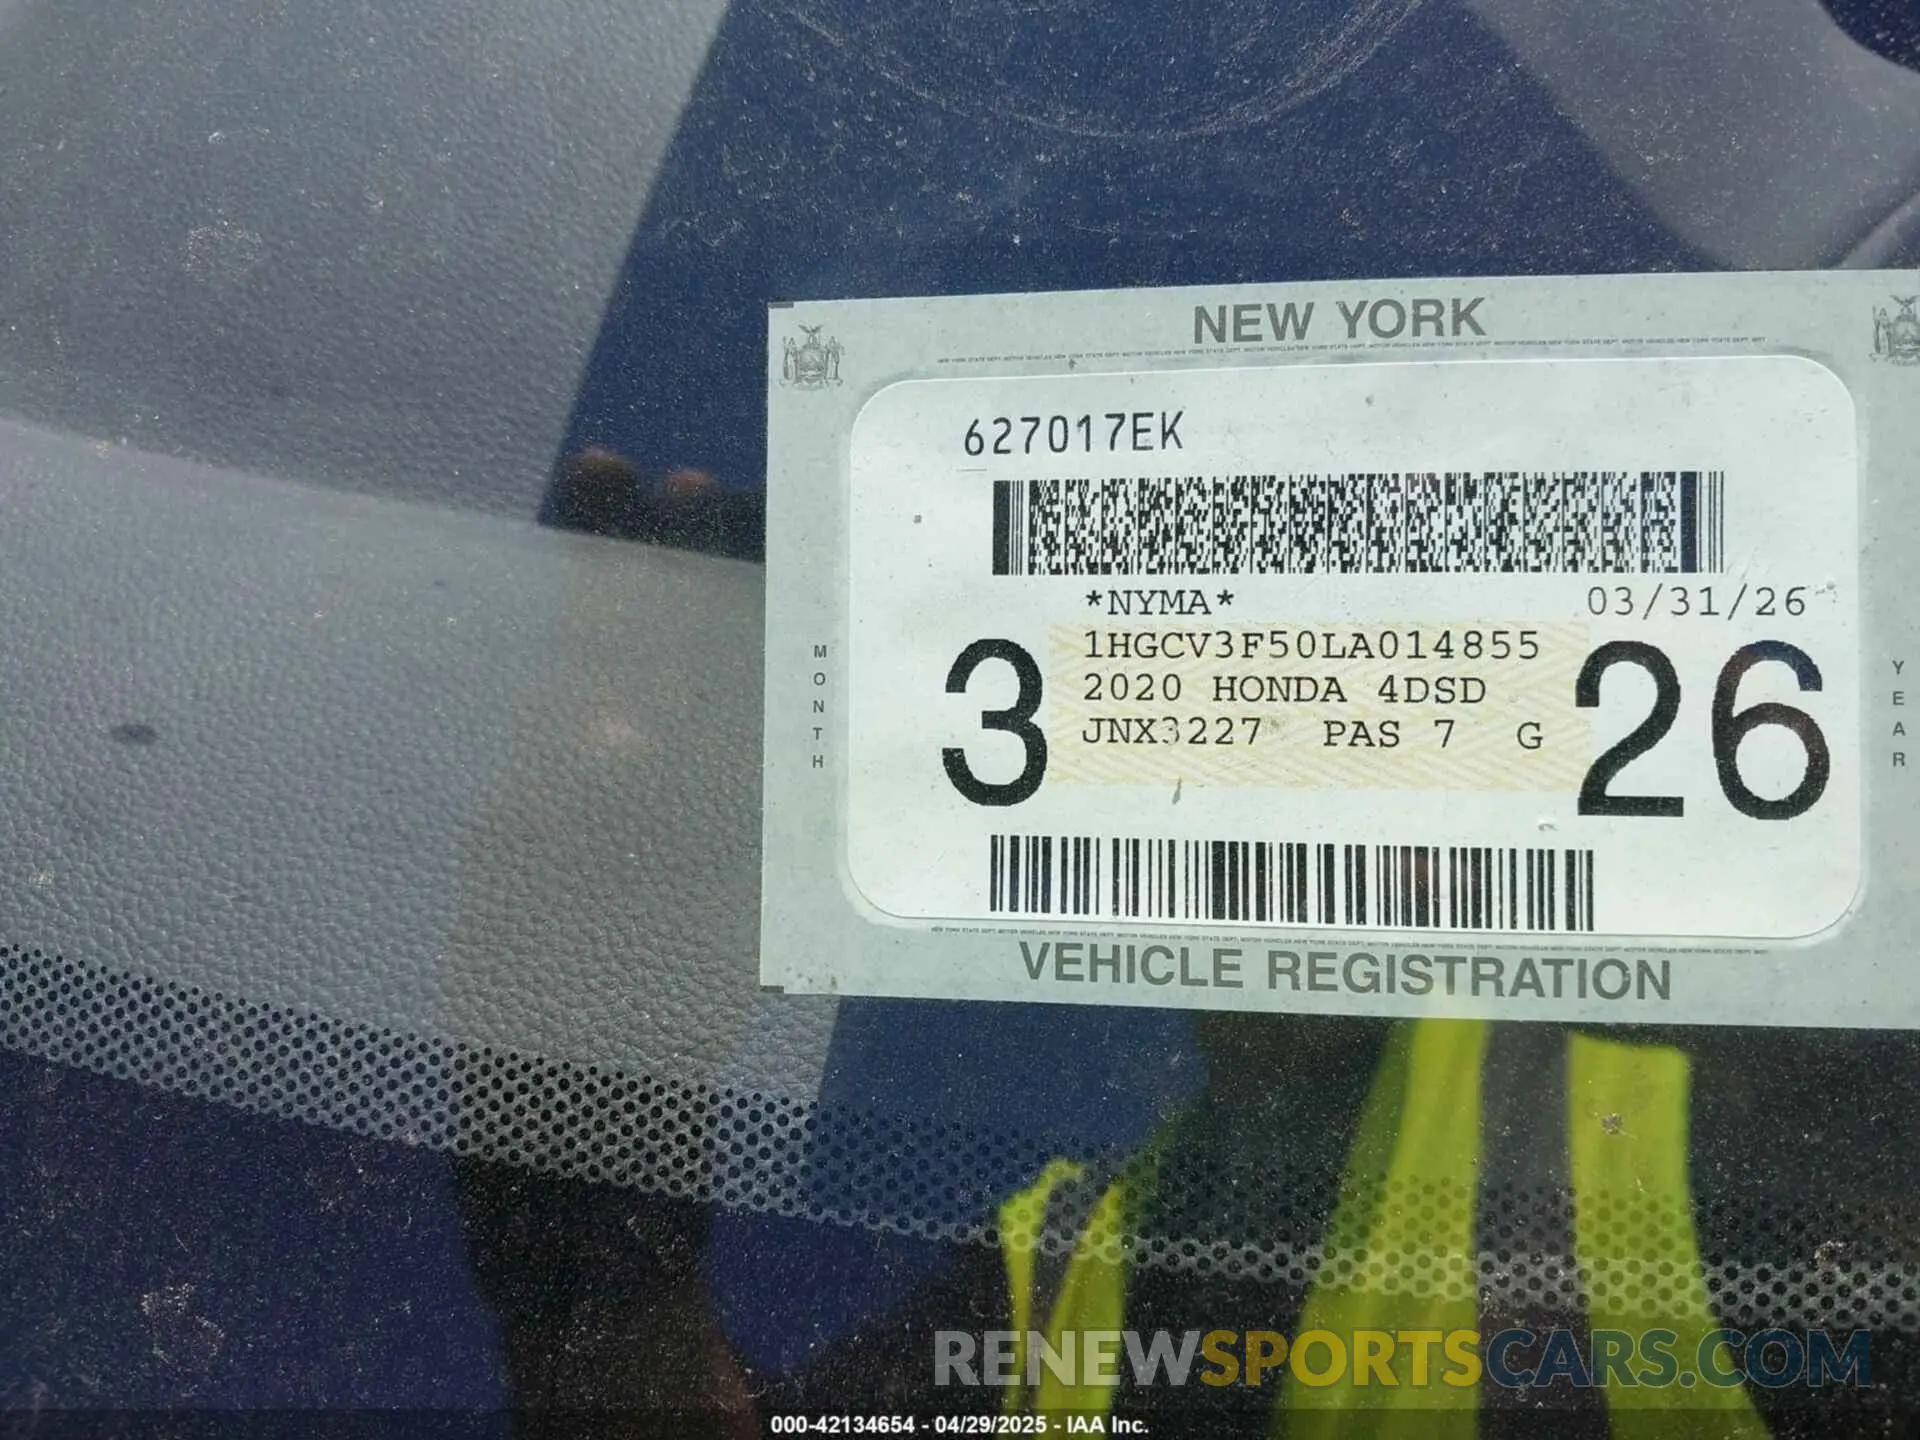 NEW YORK
627017EK
*NYMA* 03/31/26
1HGCV3F50LA014855
2020 HONDA 4DSD
JNX3227 PAS 7 G
MONTH
3
26
YEAR
VEHICLE REGISTRATION
RENEWSPORTSCARS.COM
000-42134654 - 04/29/2025 - IAA Inc.